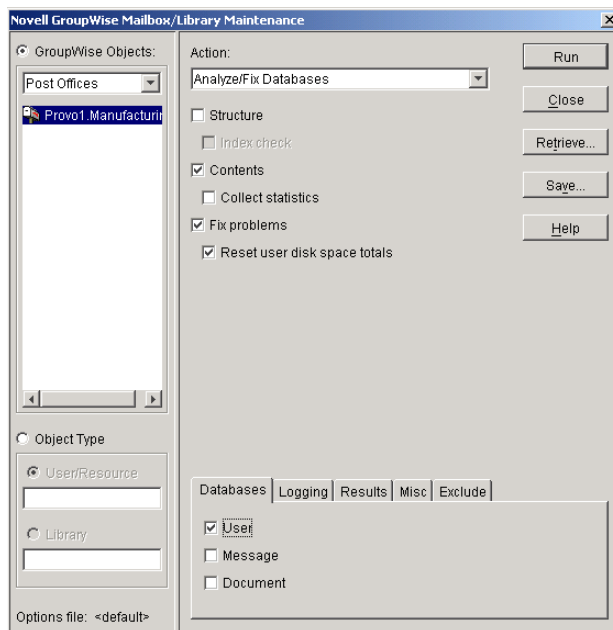 Novell GroupWise Mailbox/Library Maintenance
GroupWise Objects:
Post Offices
Provo1.Manufacturin
Object Type
User/Resource
Library
Options file: <default>
Action:
Analyze/Fix Databases
Structure
Index check
Contents
Collect statistics
Fix problems
Reset user disk space totals
Run
Close
Retrieve...
Save...
Help
Databases Logging Results Misc Exclude
User
Message
Document